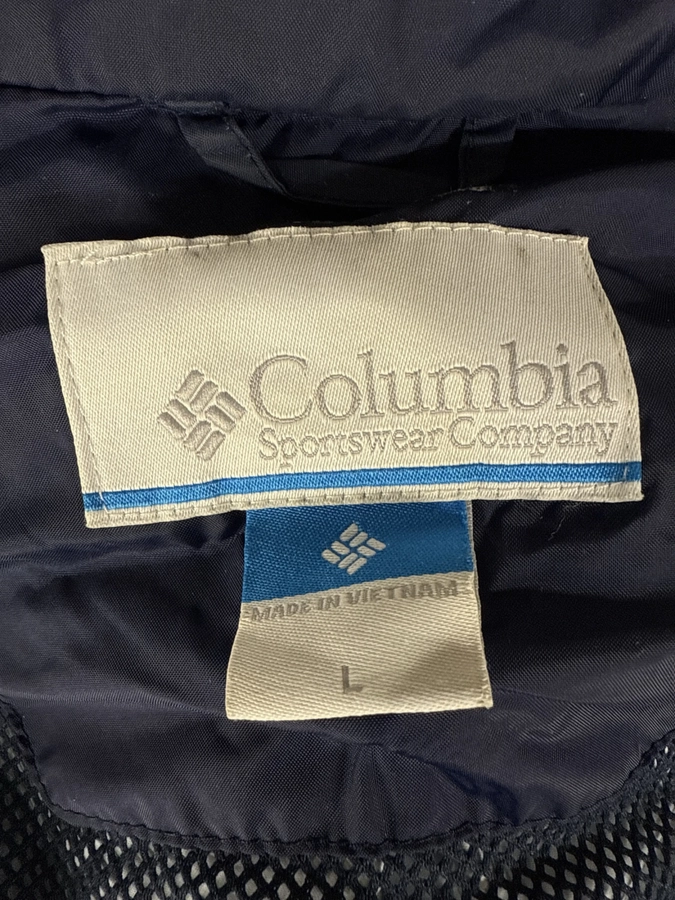 Columbia
Sportswear Company
MADE IN VIETNAM
L